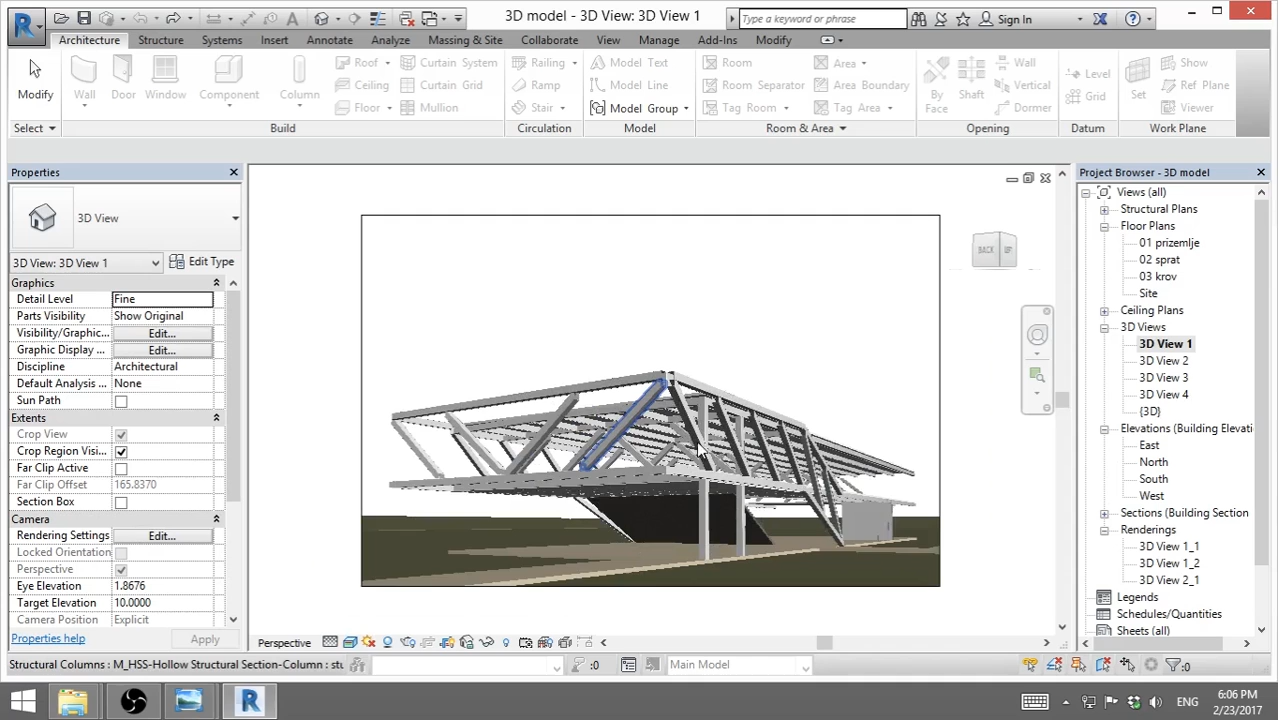 3D model - 3D View: 3D View 1
Type a keyword or phrase
Sign In
Architecture Structure Systems Insert Annotate Analyze Massing & Site Collaborate View Manage Add-Ins Modify
Modify
Wall
Door
Window
Component
Column
Roof
Ceiling
Floor
Curtain System
Curtain Grid
Mullion
Railing
Ramp
Stair
Model Text
Model Line
Model Group
Room
Room Separator
Tag Room
Area
Area Boundary
Tag Area
By Face
Shaft
Wall
Vertical
Dormer
Level
Grid
Set
Show
Ref Plane
Viewer
Select Build Circulation Model Room & Area Opening Datum Work Plane
Properties
3D View
3D View: 3D View 1
Edit Type
Graphics
Detail Level Fine
Parts Visibility Show Original
Visibility/Graphic... Edit...
Graphic Display ... Edit...
Discipline Architectural
Default Analysis ... None
Sun Path
Extents
Crop View
Crop Region Visi...
Far Clip Active
Far Clip Offset 165.8370
Section Box
Camera
Rendering Settings Edit...
Locked Orientation
Perspective
Eye Elevation 1.8676
Target Elevation 10.0000
Camera Position Explicit
Properties help
Apply
BACK
Perspective
Project Browser - 3D model
Views (all)
Structural Plans
Floor Plans
01 prizemlje
02 sprat
03 krov
Site
Ceiling Plans
3D Views
3D View 1
3D View 2
3D View 3
3D View 4
{3D}
Elevations (Building Elevati
East
North
South
West
Sections (Building Section
Renderings
3D View 1_1
3D View 1_2
3D View 2_1
Legends
Schedules/Quantities
Sheets (all)
Structural Columns : M_HSS-Hollow Structural Section-Column : stu
:0
Main Model
:0
ENG
6:06 PM
2/23/2017